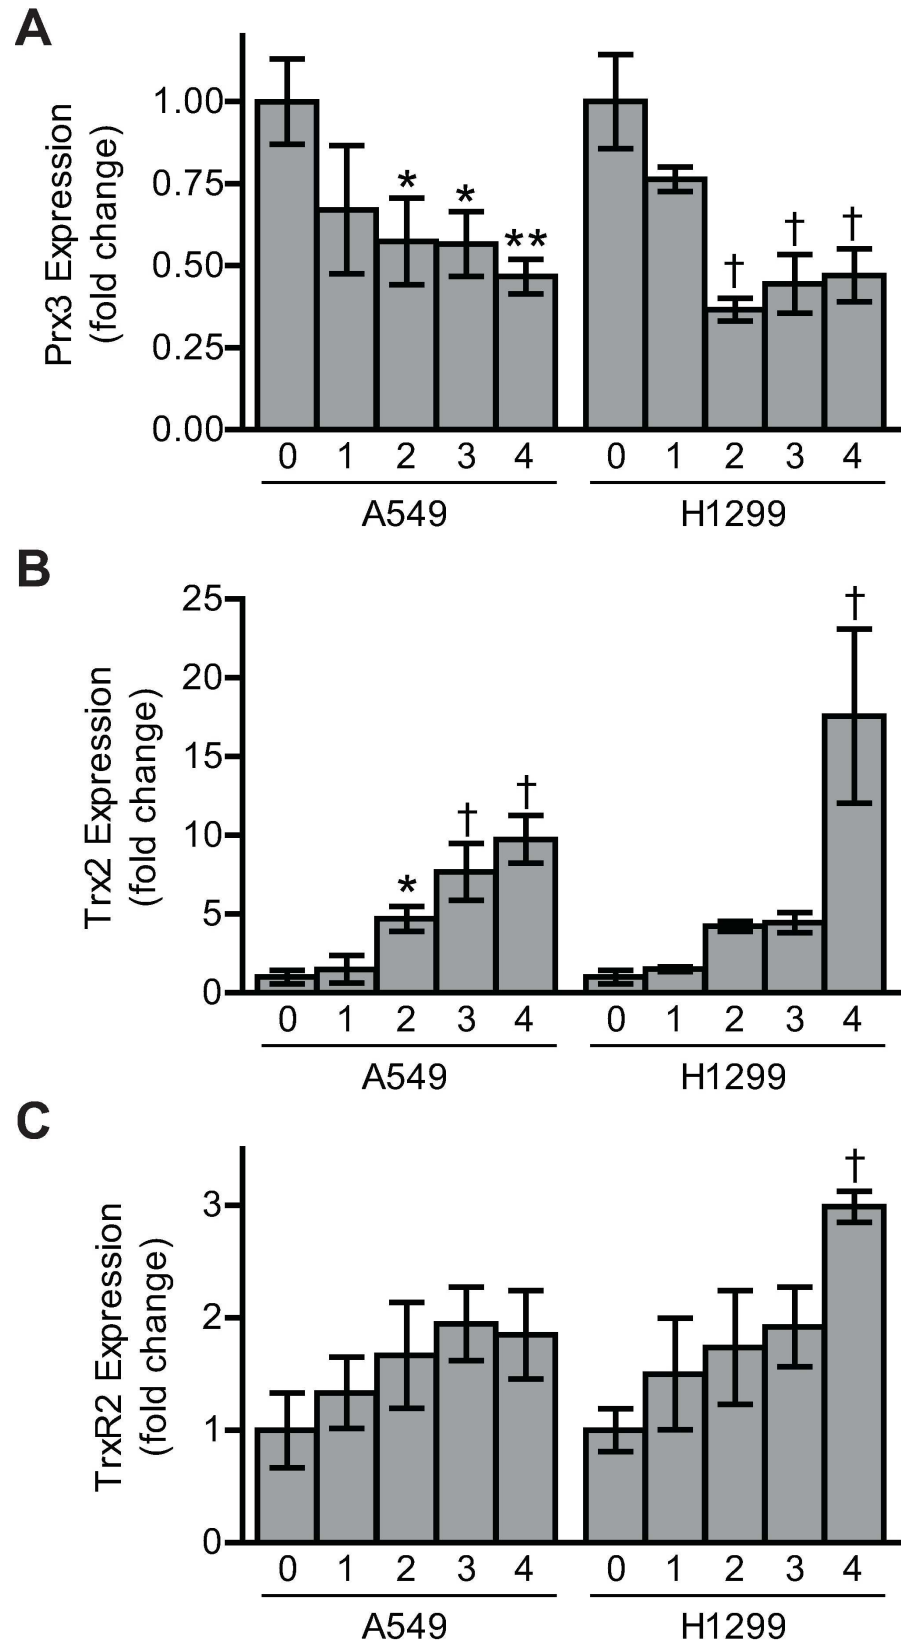 A
Prx3 Expression
(fold change)
1.00
0.75
0.50
0.25
0.00
* * ** † † †
0 1 2 3 4 0 1 2 3 4
A549 H1299
B
Trx2 Expression
(fold change)
25
20
15
10
5
0
* † † †
0 1 2 3 4 0 1 2 3 4
A549 H1299
C
TrxR2 Expression
(fold change)
3
2
1
0
†
0 1 2 3 4 0 1 2 3 4
A549 H1299